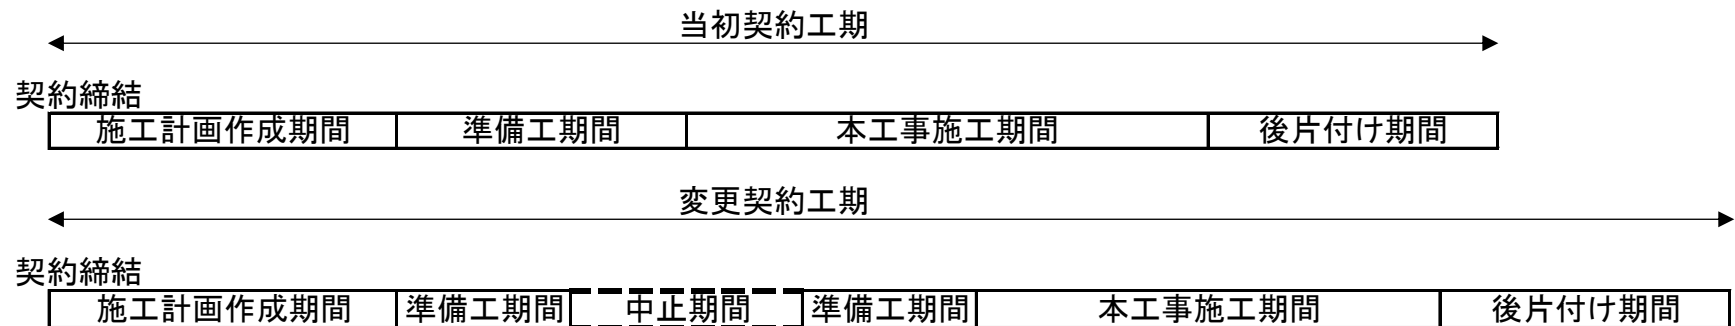 当初契約工期
契約締結
施工計画作成期間 準備工期間 本工事施工期間 後片付け期間
変更契約工期
契約締結
施工計画作成期間 準備工期間 中止期間 準備工期間 本工事施工期間 後片付け期間